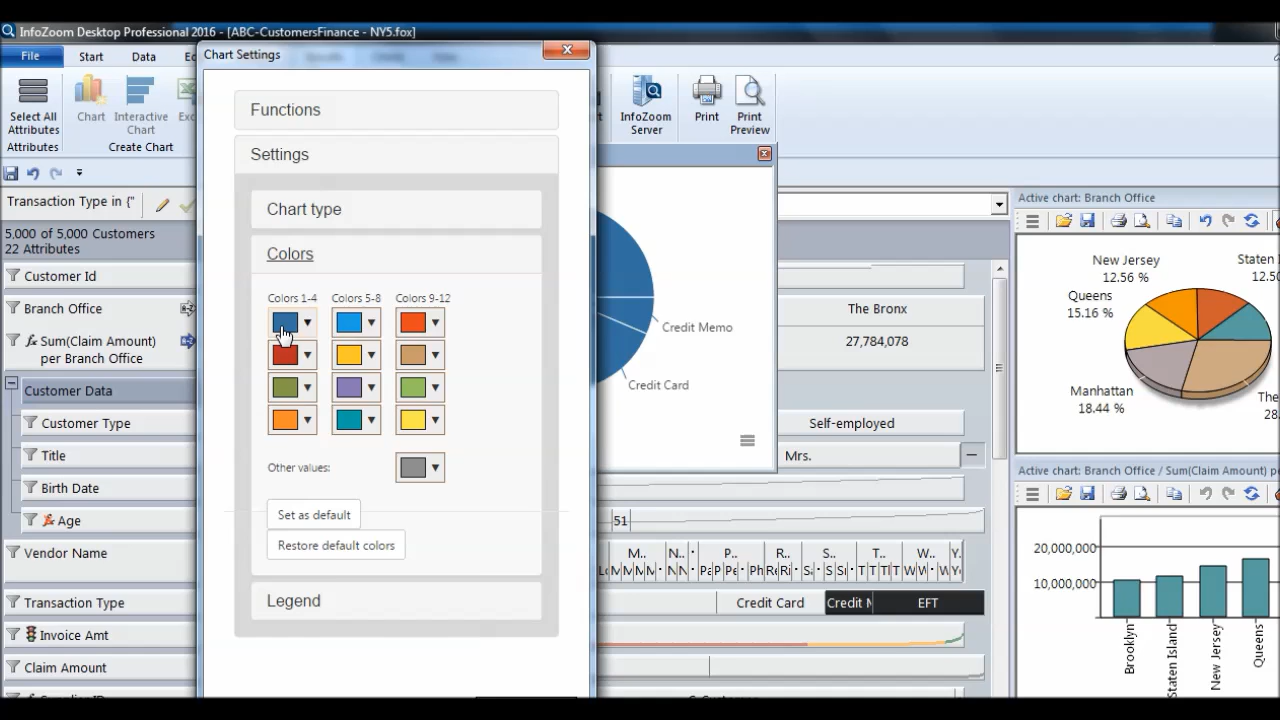 InfoZoom Desktop Professional 2016 - [ABC-CustomersFinance - NY5.fox]
Chart Settings
File
Start
Data
Select All
Attributes
Attributes
Chart
Interactive
Chart
Create Chart
InfoZoom
Server
Print
Print
Preview
Functions
Settings
Chart type
Colors
Colors 1-4
Colors 5-8
Colors 9-12
Other values:
Set as default
Restore default colors
Legend
Transaction Type in {"
5,000 of 5,000 Customers
22 Attributes
Customer Id
Branch Office
fx Sum(Claim Amount)
per Branch Office
Customer Data
Customer Type
Title
Birth Date
fx Age
Vendor Name
Transaction Type
Invoice Amt
Claim Amount
Credit Memo
Credit Card
The Bronx
27,784,078
Self-employed
Mrs.
51
M.. N.. P.. R.. S.. T.. W.. Y.
Credit Card
EFT
Active chart: Branch Office
New Jersey
12.56 %
Queens
15.16 %
Manhattan
18.44 %
Active chart: Branch Office / Sum(Claim Amount)
20,000,000
10,000,000
Brooklyn
Staten Island
New Jersey
Queens